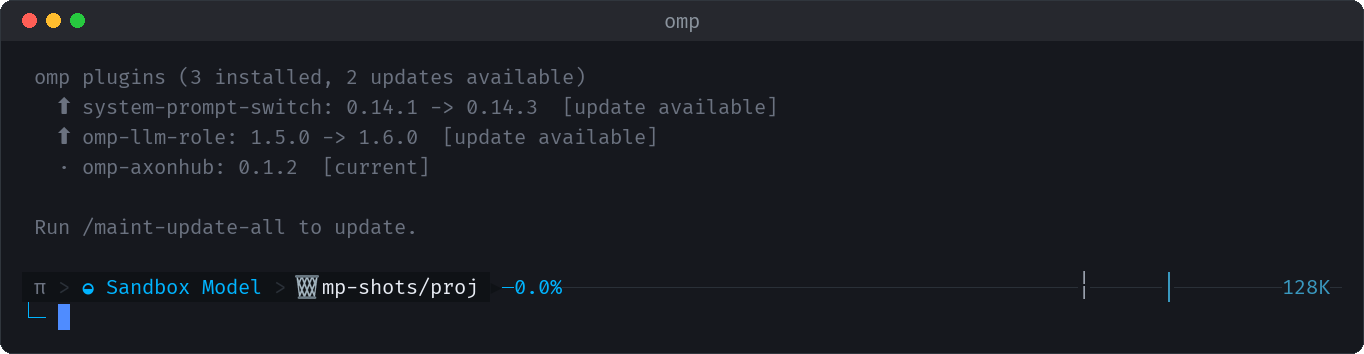 omp
omp plugins (3 installed, 2 updates available)
⬆ system-prompt-switch: 0.14.1 -> 0.14.3  [update available]
⬆ omp-llm-role: 1.5.0 -> 1.6.0  [update available]
· omp-axonhub: 0.1.2  [current]
Run /maint-update-all to update.
π > ◒ Sandbox Model > mp-shots/proj 0.0% 128K